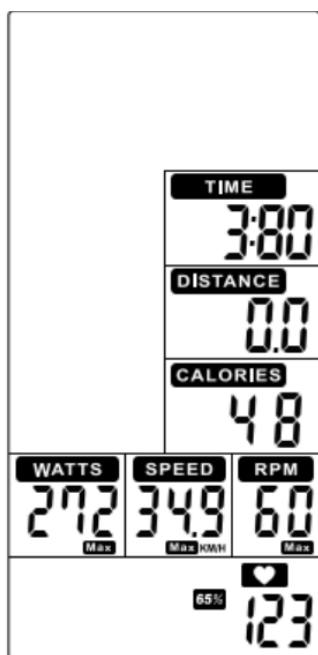 TIME
3:80
DISTANCE
0.0
CALORIES
48
WATTS SPEED RPM
272 34.9 60
Max Max KM/H Max
65%
123